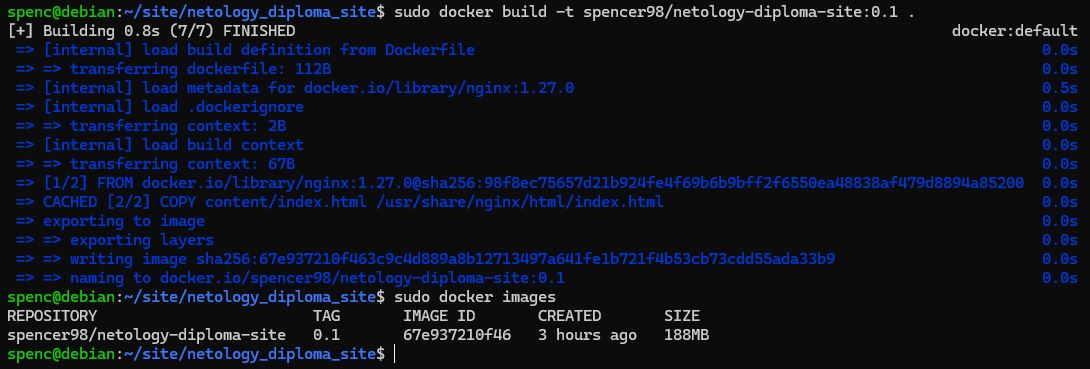 spenc@debian:~/site/netology_diploma_site$ sudo docker build -t spencer98/netology-diploma-site:0.1 .
[+] Building 0.8s (7/7) FINISHED docker:default
=> [internal] load build definition from Dockerfile 0.0s
=> => transferring dockerfile: 112B 0.0s
=> [internal] load metadata for docker.io/library/nginx:1.27.0 0.5s
=> [internal] load .dockerignore 0.0s
=> => transferring context: 2B 0.0s
=> [internal] load build context 0.0s
=> => transferring context: 67B 0.0s
=> [1/2] FROM docker.io/library/nginx:1.27.0@sha256:98f8ec75657d21b924fe4f69b6b9bff2f6550ea48838af479d8894a85200 0.0s
=> CACHED [2/2] COPY content/index.html /usr/share/nginx/html/index.html 0.0s
=> exporting to image 0.0s
=> => exporting layers 0.0s
=> => writing image sha256:67e937210f463c9c4d889a8b12713497a641fe1b721f4b53cb73cdd55ada33b9 0.0s
=> => naming to docker.io/spencer98/netology-diploma-site:0.1 0.0s
spenc@debian:~/site/netology_diploma_site$ sudo docker images
REPOSITORY TAG IMAGE ID CREATED SIZE
spencer98/netology-diploma-site 0.1 67e937210f46 3 hours ago 188MB
spenc@debian:~/site/netology_diploma_site$